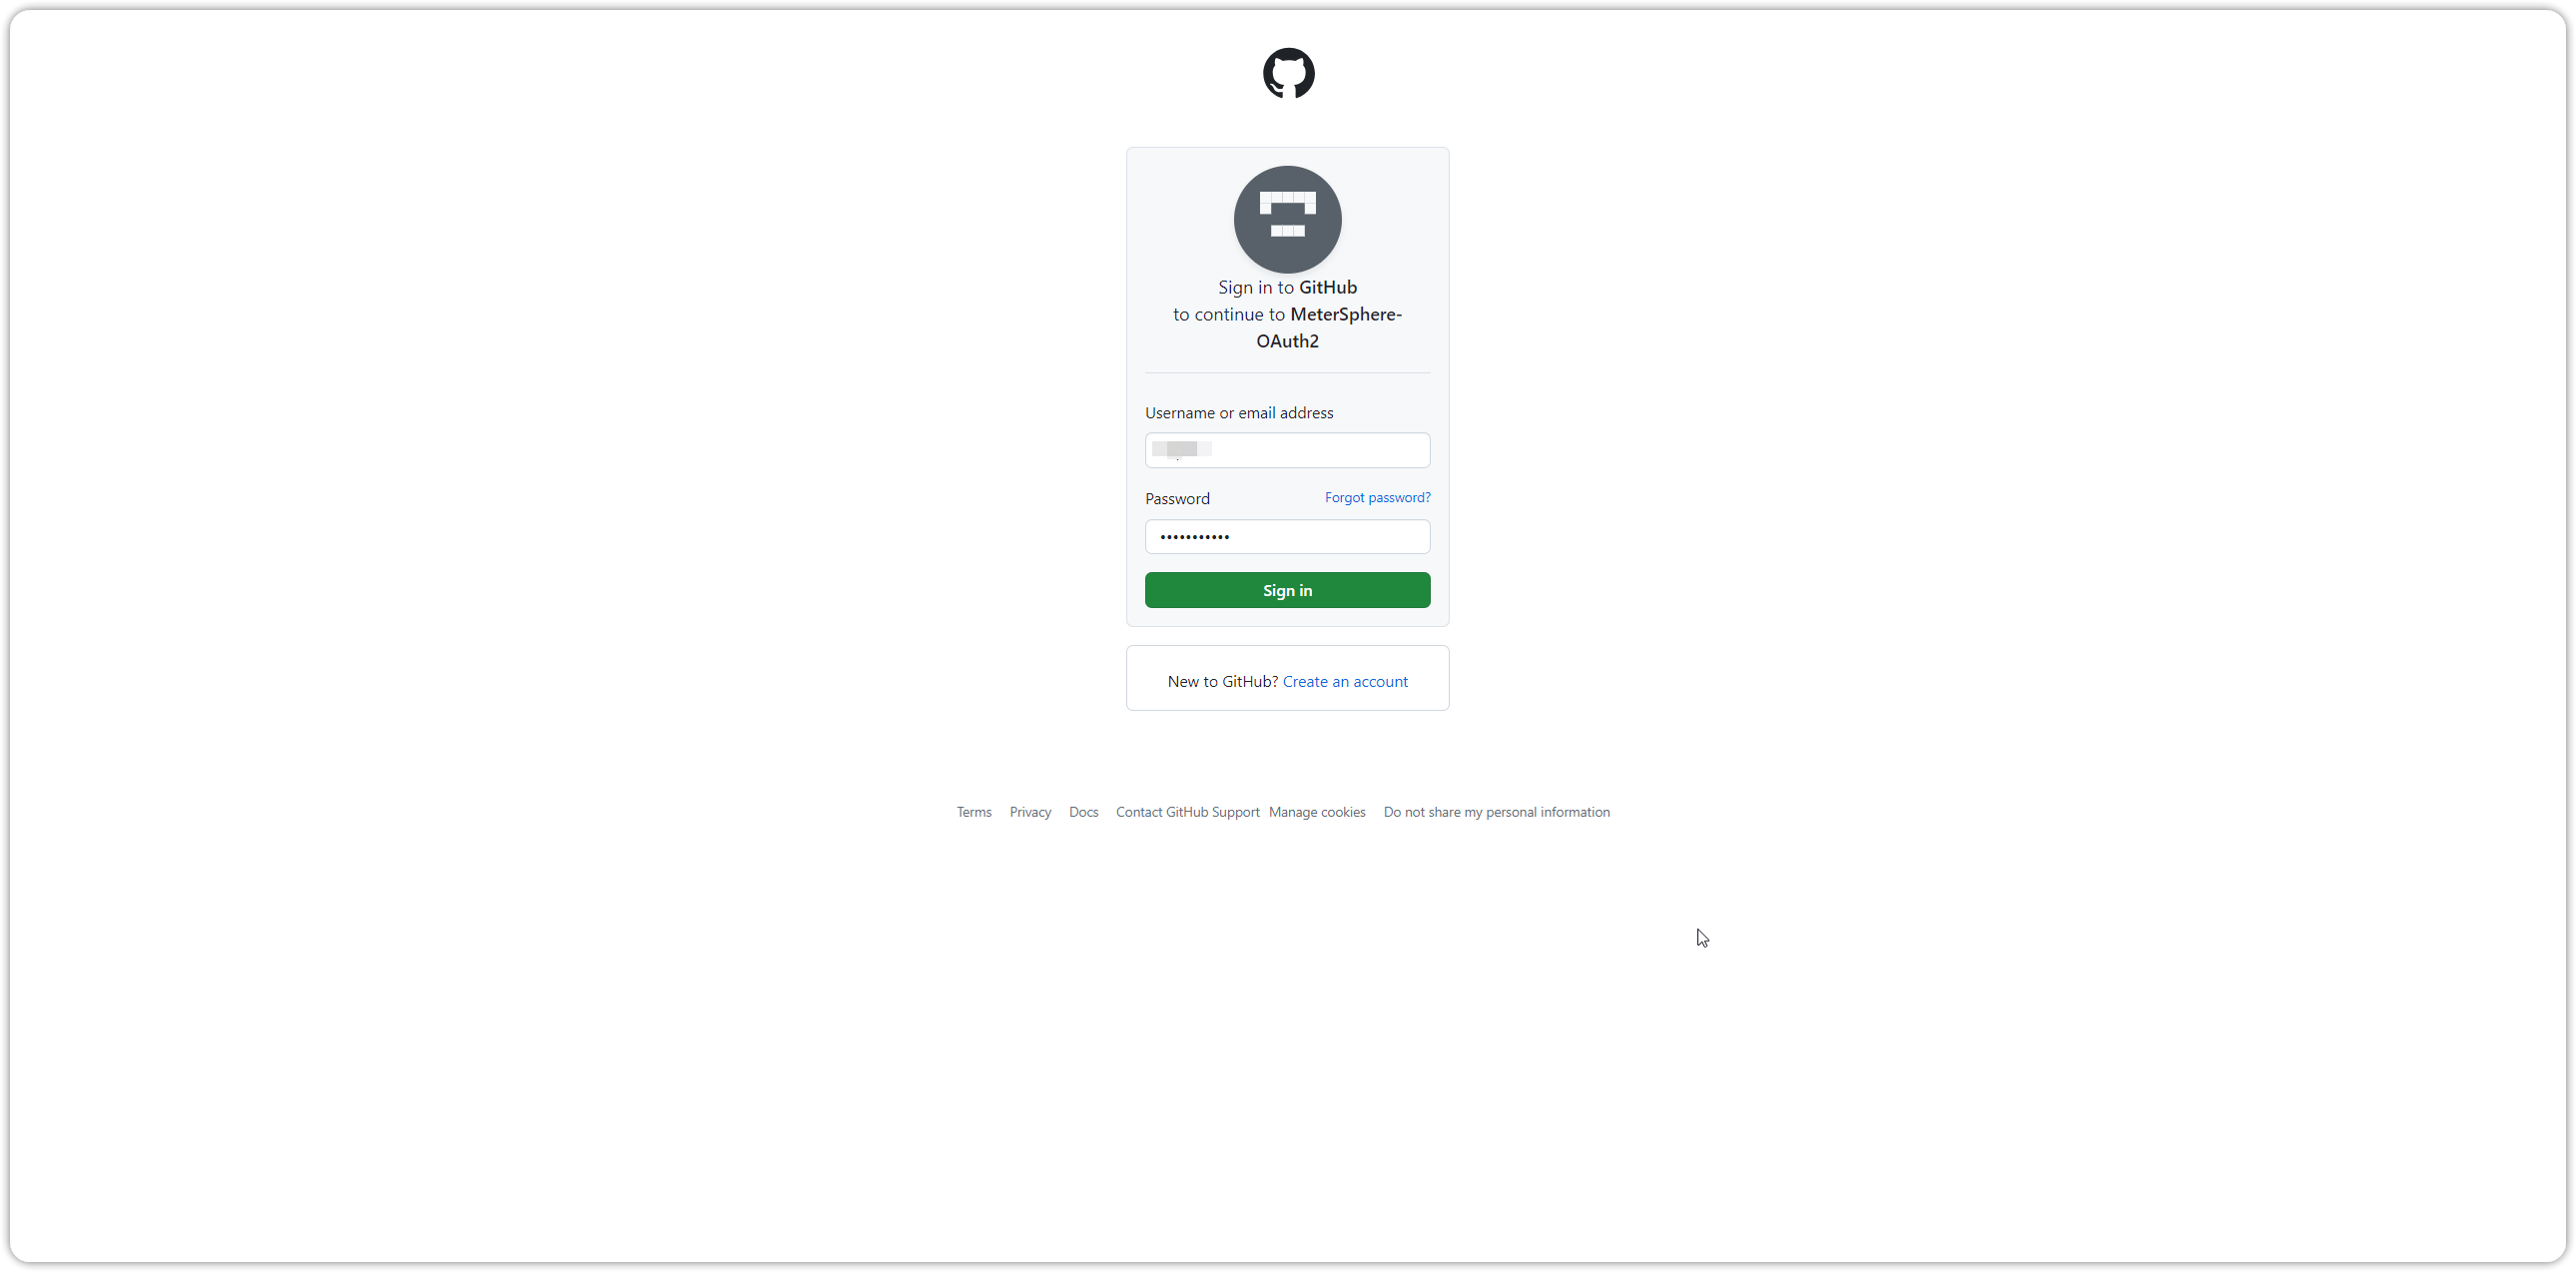 Sign in to GitHub
to continue to MeterSphere-
OAuth2
Username or email address
Password Forgot password?
•••••••••••
Sign in
New to GitHub? Create an account
Terms Privacy Docs Contact GitHub Support Manage cookies Do not share my personal information